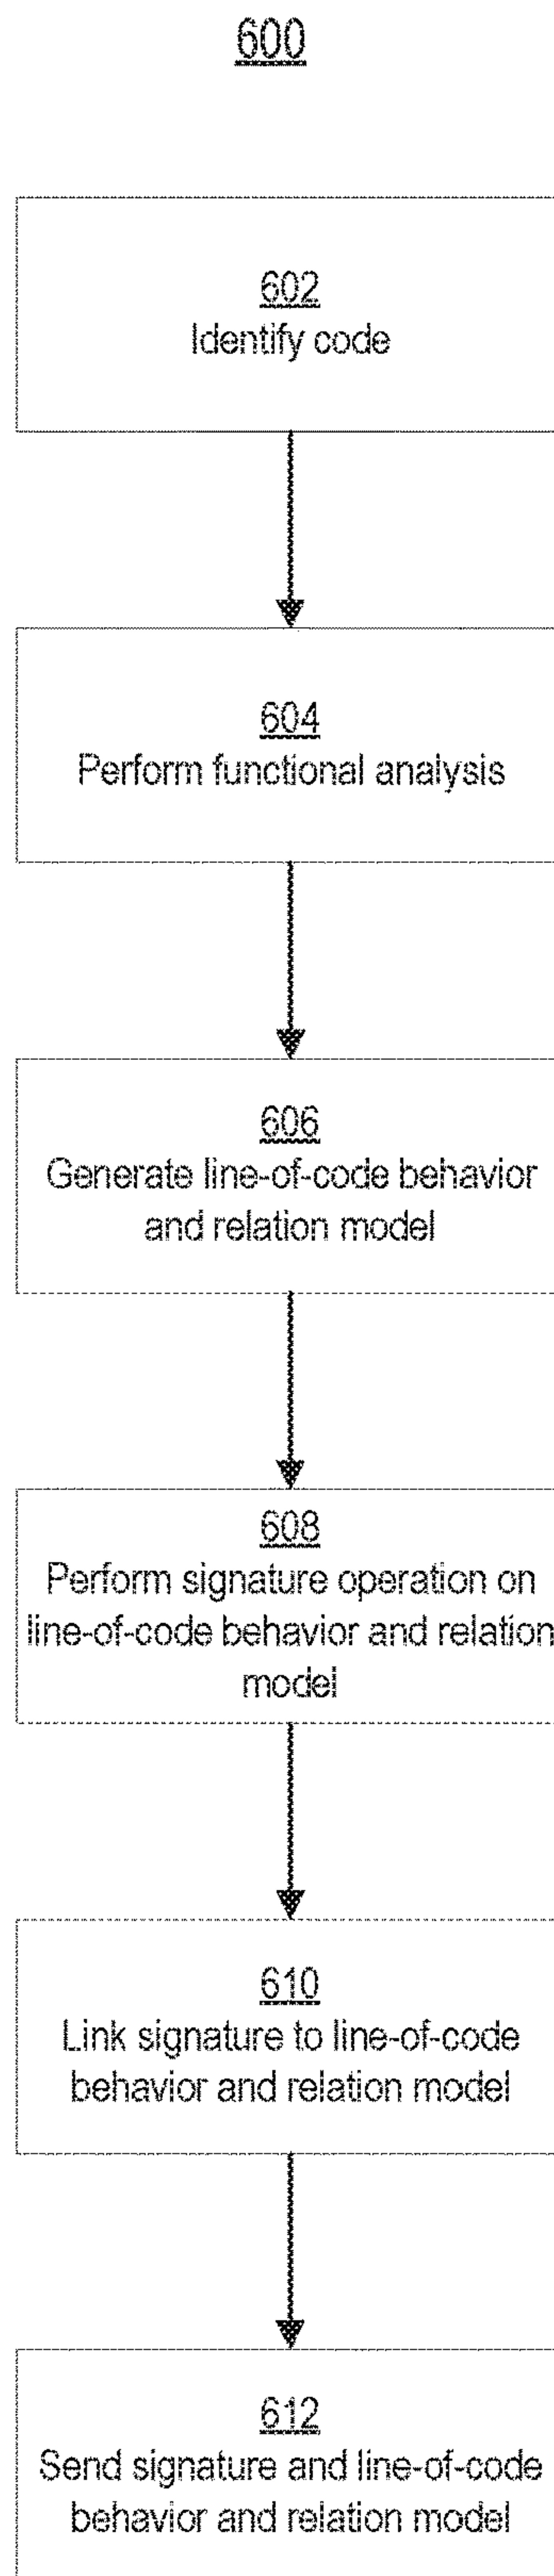 600
602
Identify code
604
Perform functional analysis
606
Generate line-of-code behavior
and relation model
608
Perform signature operation on
line-of-code behavior and relation
model
610
Link signature to line-of-code
behavior and relation model
612
Send signature and line-of-code
behavior and relation model